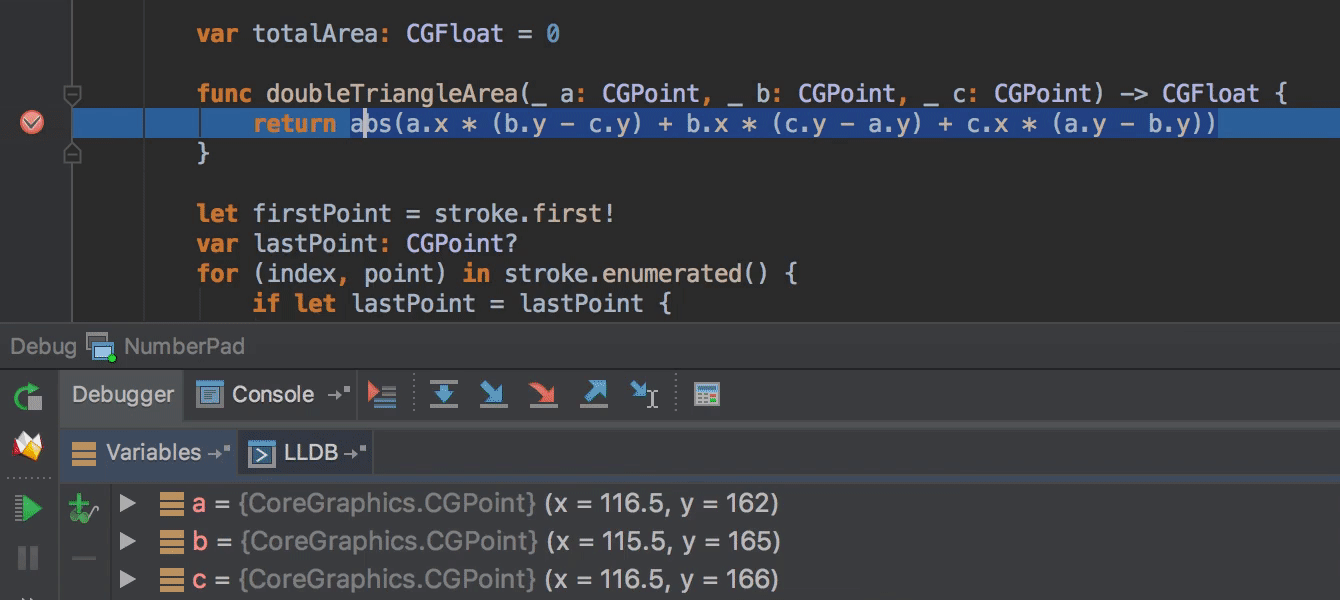 var totalArea: CGFloat = 0
func doubleTriangleArea(_ a: CGPoint, _ b: CGPoint, _ c: CGPoint) -> CGFloat {
return abs(a.x * (b.y - c.y) + b.x * (c.y - a.y) + c.x * (a.y - b.y))
}
let firstPoint = stroke.first!
var lastPoint: CGPoint?
for (index, point) in stroke.enumerated() {
if let lastPoint = lastPoint {
Debug NumberPad
Debugger Console
Variables LLDB
a = {CoreGraphics.CGPoint} (x = 116.5, y = 162)
b = {CoreGraphics.CGPoint} (x = 115.5, y = 165)
c = {CoreGraphics.CGPoint} (x = 116.5, y = 166)